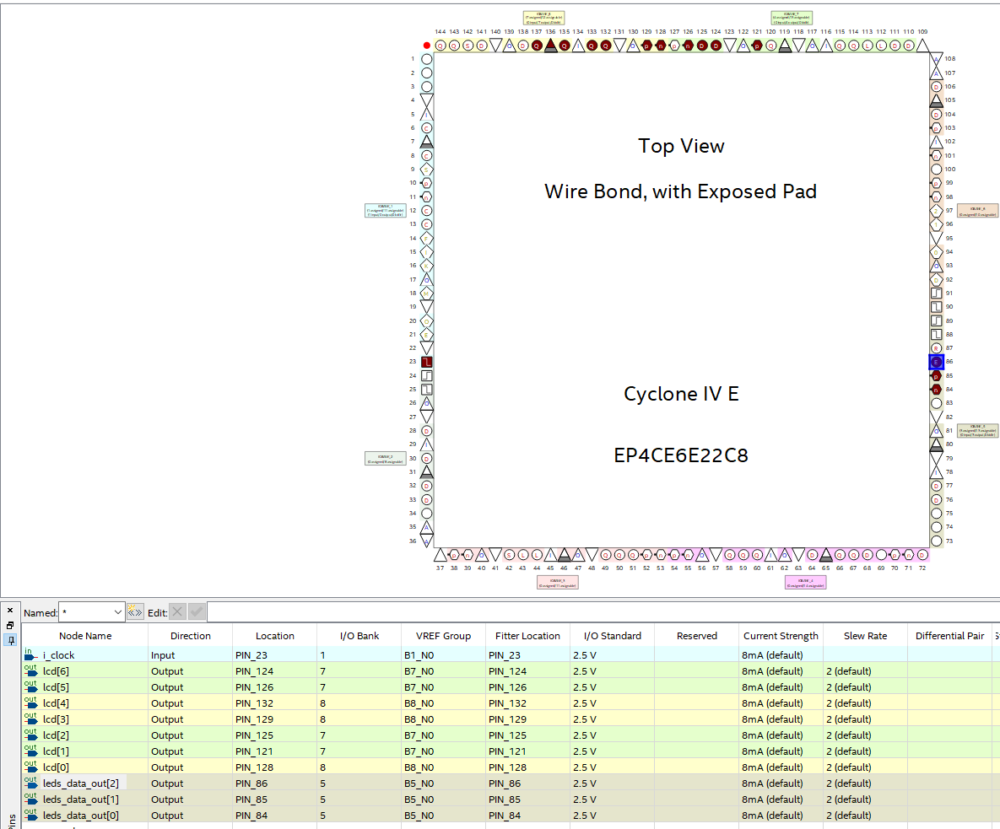 144 143 142 141 140 139 138 137 136 135 134 133 132 131 130 129 128 127 126 125 124 123 122 121 120 119 118 117 116 115 114 113 112 111 110 109
1 108
2 107
3 106
4 105
5 104
6 103
7 102
8 101
9 100
10 99
11 98
12 97
13 96
14 95
15 94
16 93
17 92
18 91
19 90
20 89
21 88
22 87
23 86
24 85
25 84
26 83
27 82
28 81
29 80
30 79
31 78
32 77
33 76
34 75
35 74
36 73
Top View
Wire Bond, with Exposed Pad
Cyclone IV E
EP4CE6E22C8
37 38 39 40 41 42 43 44 45 46 47 48 49 50 51 52 53 54 55 56 57 58 59 60 61 62 63 64 65 66 67 68 69 70 71 72
Named: * Edit:
Node Name Direction Location I/O Bank VREF Group Fitter Location I/O Standard Reserved Current Strength Slew Rate Differential Pair
in i_clock Input PIN_23 1 B1_N0 PIN_23 2.5 V 8mA (default)
out lcd[6] Output PIN_124 7 B7_N0 PIN_124 2.5 V 8mA (default) 2 (default)
out lcd[5] Output PIN_126 7 B7_N0 PIN_126 2.5 V 8mA (default) 2 (default)
out lcd[4] Output PIN_132 8 B8_N0 PIN_132 2.5 V 8mA (default) 2 (default)
out lcd[3] Output PIN_129 8 B8_N0 PIN_129 2.5 V 8mA (default) 2 (default)
out lcd[2] Output PIN_125 7 B7_N0 PIN_125 2.5 V 8mA (default) 2 (default)
out lcd[1] Output PIN_121 7 B7_N0 PIN_121 2.5 V 8mA (default) 2 (default)
out lcd[0] Output PIN_128 8 B8_N0 PIN_128 2.5 V 8mA (default) 2 (default)
out leds_data_out[2] Output PIN_86 5 B5_N0 PIN_86 2.5 V 8mA (default) 2 (default)
out leds_data_out[1] Output PIN_85 5 B5_N0 PIN_85 2.5 V 8mA (default) 2 (default)
out leds_data_out[0] Output PIN_84 5 B5_N0 PIN_84 2.5 V 8mA (default) 2 (default)